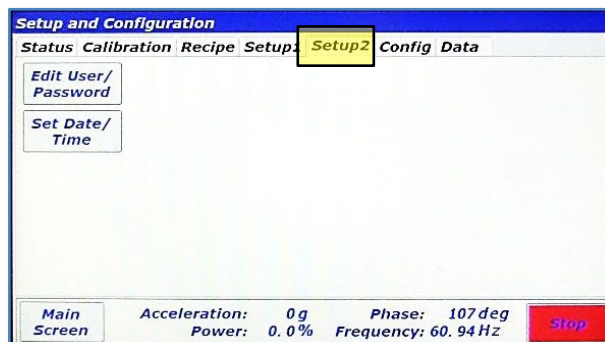 Setup and Configuration
Status Calibration Recipe Setup1 Setup2 Config Data
Edit User/
Password
Set Date/
Time
Main
Screen
Acceleration: 0 g Phase: 107 deg
Power: 0.0% Frequency: 60.94 Hz
Stop